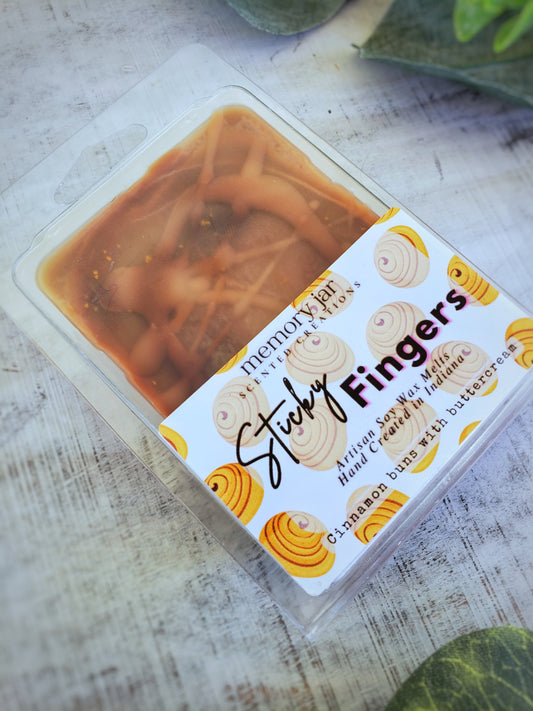 memory jar
SCENTED CREATIONS
Sticky
Fingers
Artisan Soy Wax Melts
Hand Created in Indiana
Cinnamon buns with buttercream